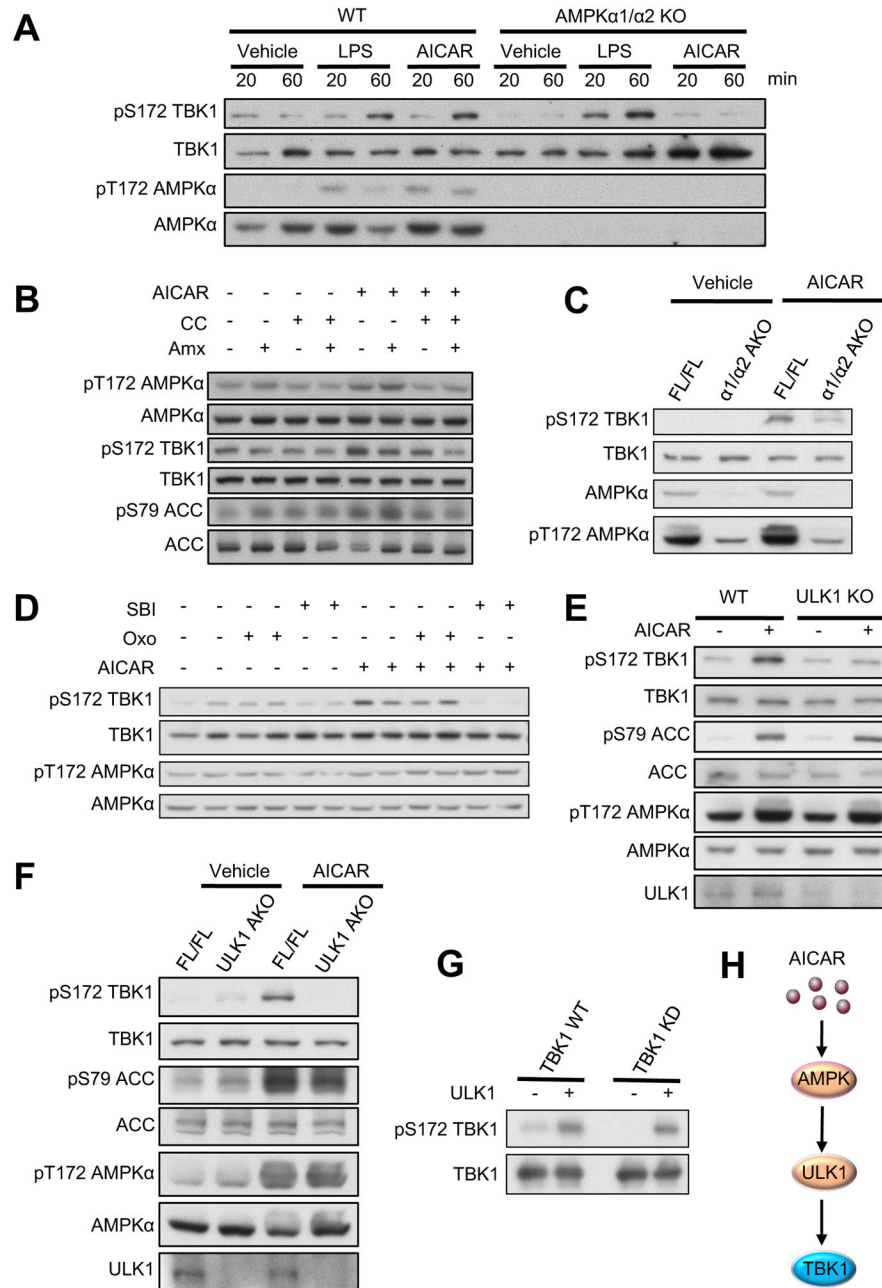 A
WT AMPKα1/α2 KO
Vehicle LPS AICAR Vehicle LPS AICAR
20 60 20 60 20 60 20 60 20 60 20 60 min
pS172 TBK1
TBK1
pT172 AMPKα
AMPKα
B
AICAR - - - - + + + +
CC - - + + - - + +
Amx - + - + - + - +
pT172 AMPKα
AMPKα
pS172 TBK1
TBK1
pS79 ACC
ACC
C
Vehicle AICAR
FL/FL α1/α2 AKO FL/FL α1/α2 AKO
pS172 TBK1
TBK1
AMPKα
pT172 AMPKα
D
SBI - - - - + + - - - - + +
Oxo - - + + - - - - + + - -
AICAR - - - - - - + + + + + +
pS172 TBK1
TBK1
pT172 AMPKα
AMPKα
E
WT ULK1 KO
AICAR - + - +
pS172 TBK1
TBK1
pS79 ACC
ACC
pT172 AMPKα
AMPKα
ULK1
F
Vehicle AICAR
FL/FL ULK1 AKO FL/FL ULK1 AKO
pS172 TBK1
TBK1
pS79 ACC
ACC
pT172 AMPKα
AMPKα
ULK1
G
TBK1 WT TBK1 KD
ULK1 - + - +
pS172 TBK1
TBK1
H
AICAR
AMPK
ULK1
TBK1